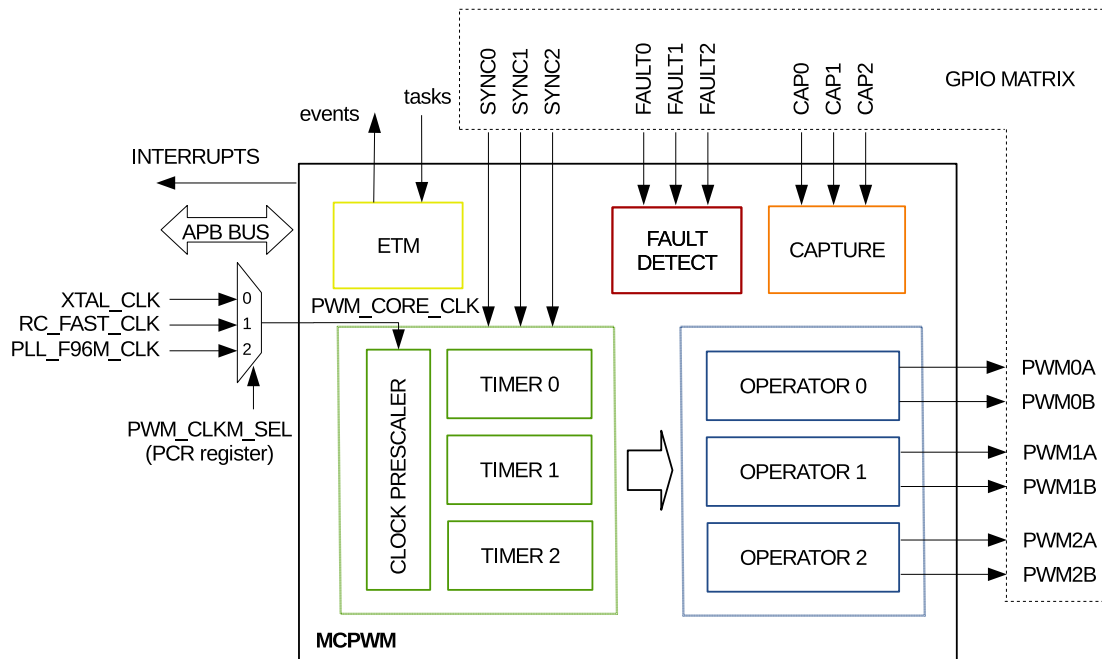 SYNC0
SYNC1
SYNC2
FAULT0
FAULT1
FAULT2
CAP0
CAP1
CAP2
GPIO MATRIX
events
tasks
INTERRUPTS
APB BUS
ETM
FAULT
DETECT
CAPTURE
XTAL_CLK
0
RC_FAST_CLK
1
PLL_F96M_CLK
2
PWM_CORE_CLK
PWM_CLKM_SEL
(PCR register)
CLOCK PRESCALER
TIMER 0
TIMER 1
TIMER 2
OPERATOR 0
OPERATOR 1
OPERATOR 2
PWM0A
PWM0B
PWM1A
PWM1B
PWM2A
PWM2B
MCPWM